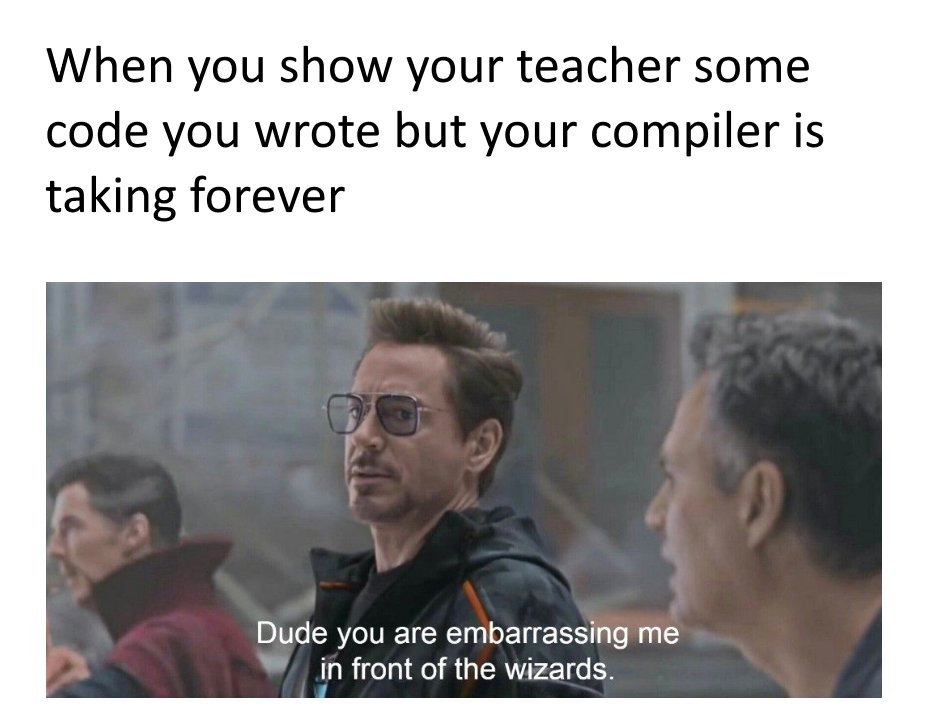 When you show your teacher some
code you wrote but your compiler is
taking forever
Dude you are embarrassing me
in front of the wizards.